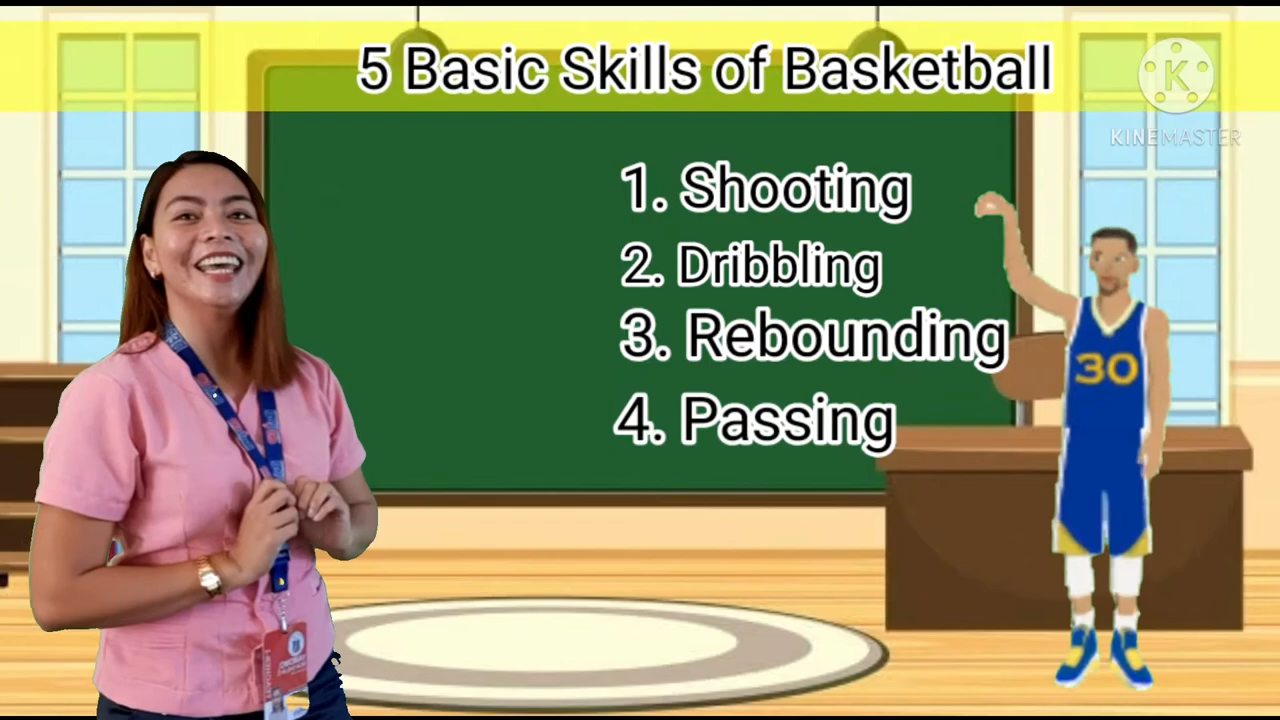 5 Basic Skills of Basketball
K
KINEMASTER
1. Shooting
2. Dribbling
3. Rebounding
30
4. Passing